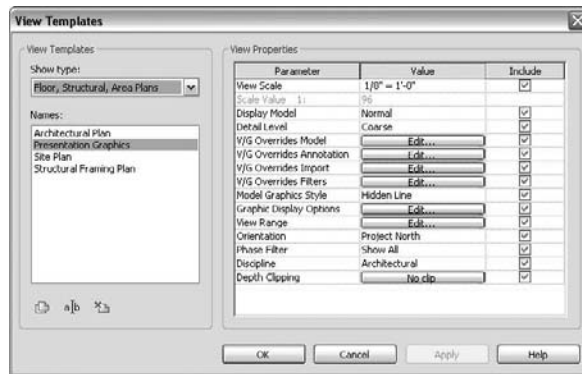 View Templates
View Templates
Show type:
Floor, Structural, Area Plans
Names:
Architectural Plan
Presentation Graphics
Site Plan
Structural Framing Plan
View Properties
Parameter Value Include
View Scale 1/8" = 1'-0"
Scale Value 1: 96
Display Model Normal
Detail Level Coarse
V/G Overrides Model Edit...
V/G Overrides Annotation Edit...
V/G Overrides Import Edit...
V/G Overrides Filters Edit...
Model Graphics Style Hidden Line
Graphic Display Options Edit...
View Range Edit...
Orientation Project North
Phase Filter Show All
Discipline Architectural
Depth Clipping No clip
OK Cancel Apply Help